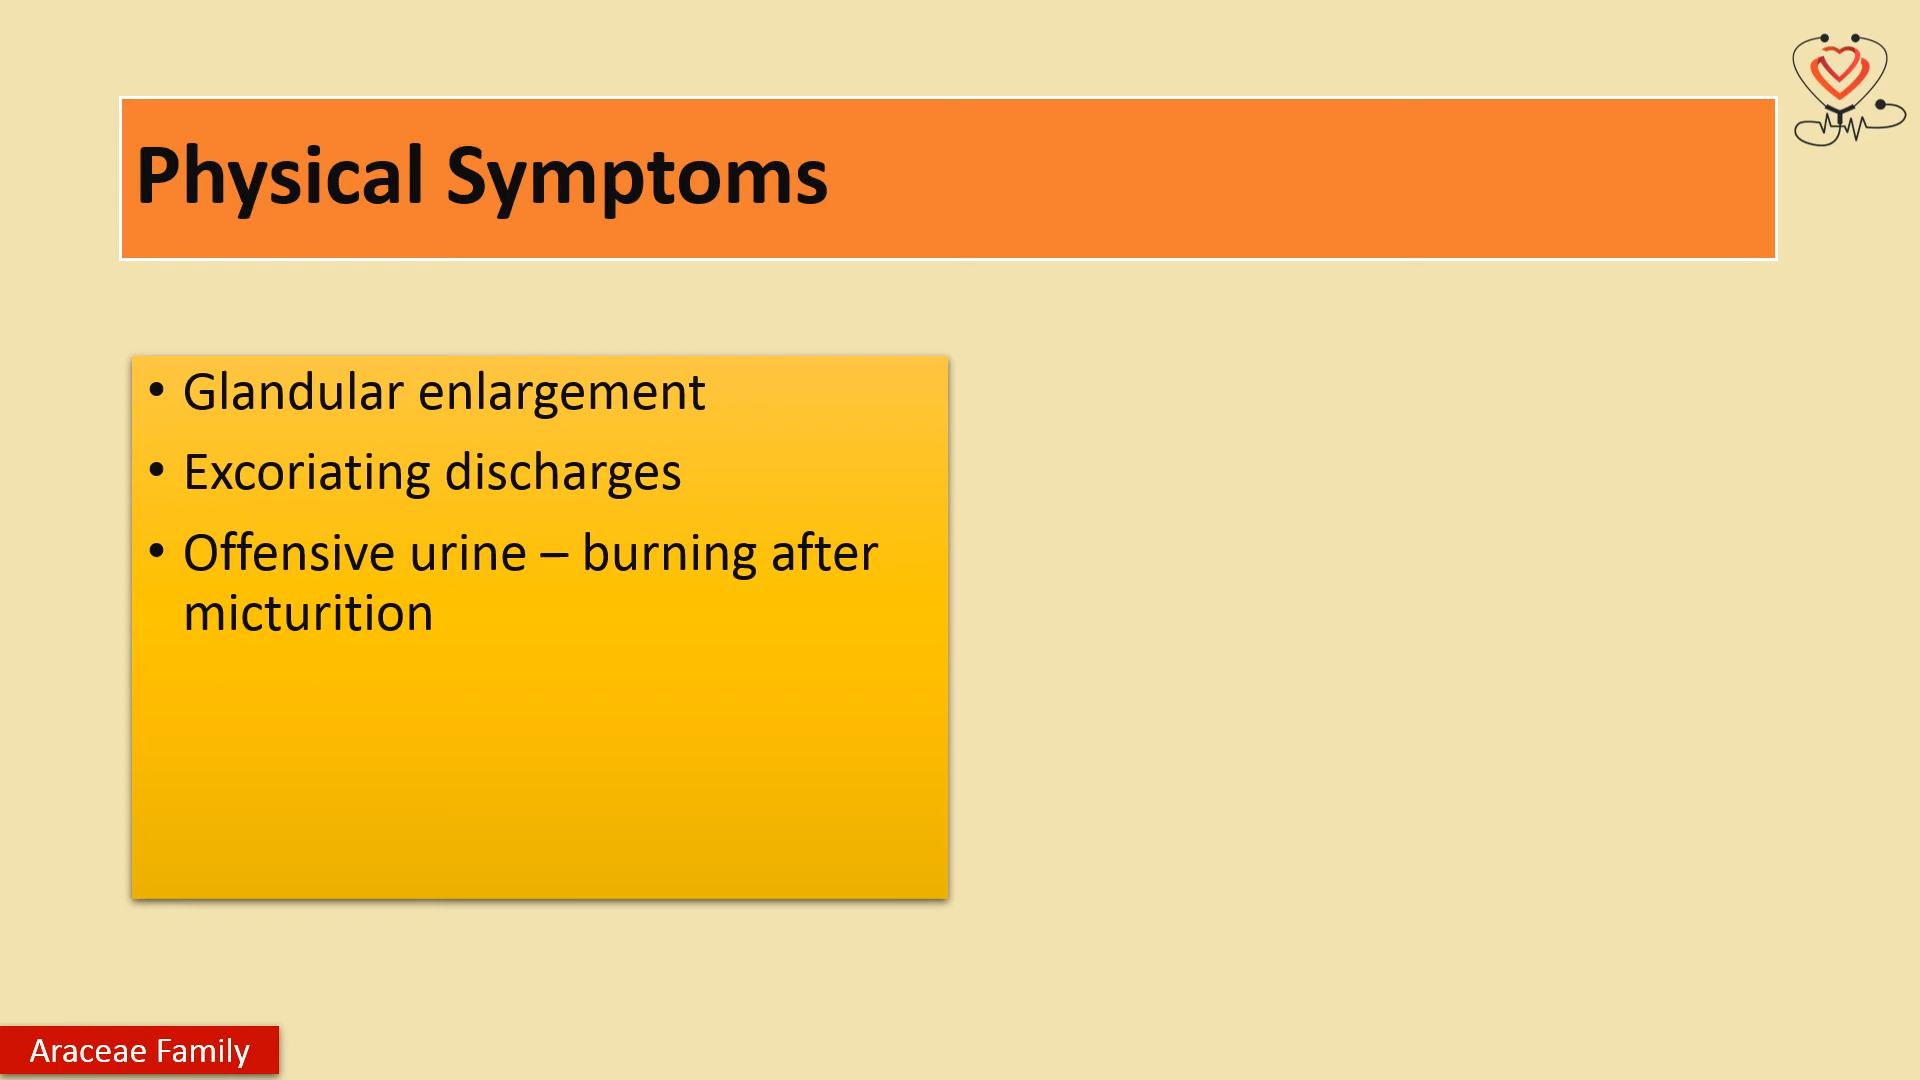 Physical Symptoms
• Glandular enlargement
• Excoriating discharges
• Offensive urine – burning after
micturition
Araceae Family